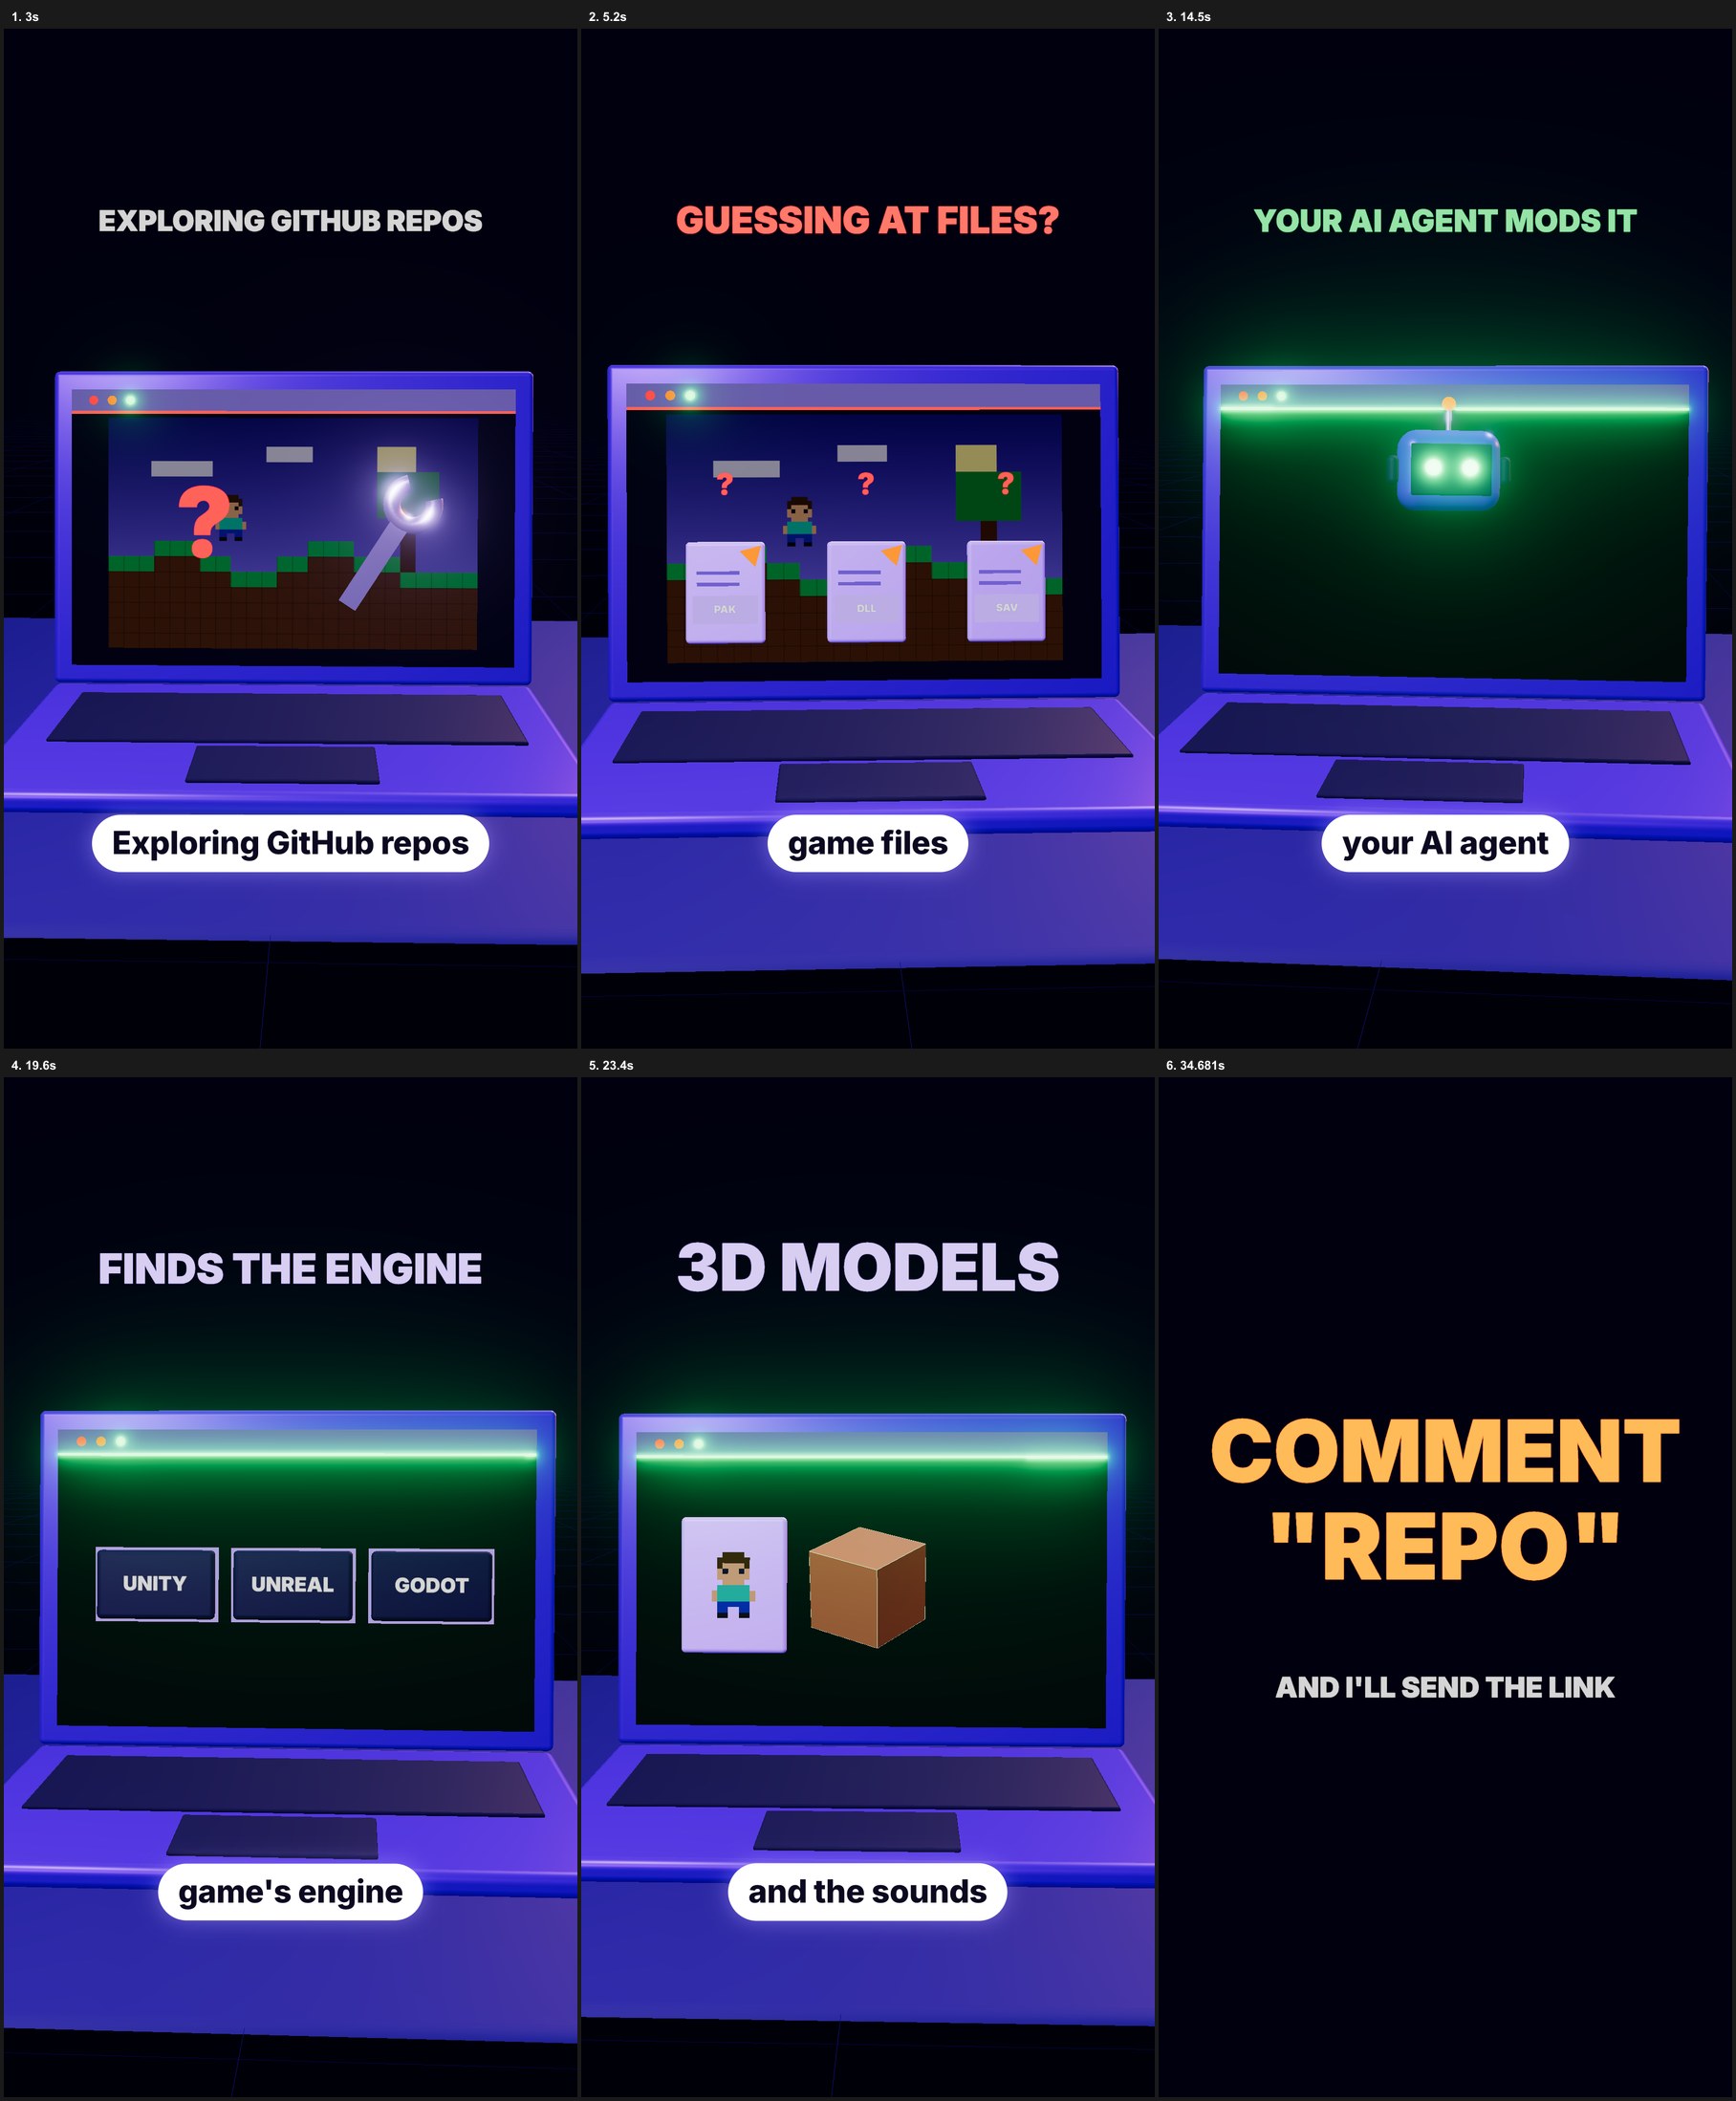 1. 3s
EXPLORING GITHUB REPOS
?
Exploring GitHub repos
2. 5.2s
GUESSING AT FILES?
? ? ?
PAK DLL SAV
game files
3. 14.5s
YOUR AI AGENT MODS IT
your AI agent
4. 19.6s
FINDS THE ENGINE
UNITY UNREAL GODOT
game's engine
5. 23.4s
3D MODELS
and the sounds
6. 34.681s
COMMENT
"REPO"
AND I'LL SEND THE LINK